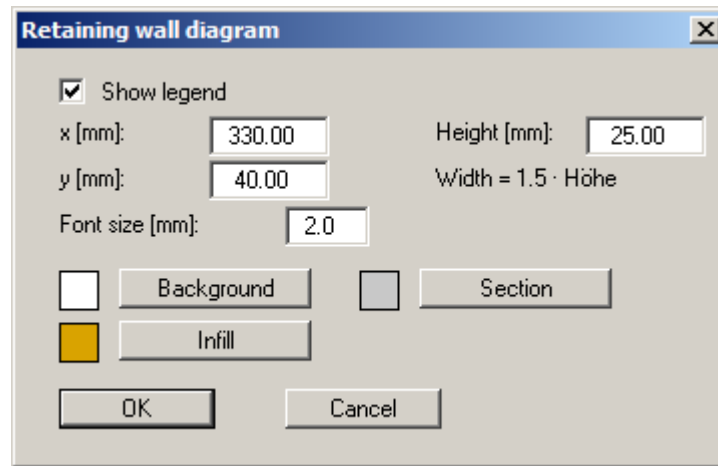 Retaining wall diagram
Show legend
x [mm]: 330.00 Height [mm]: 25.00
y [mm]: 40.00 Width = 1.5 · Höhe
Font size [mm]: 2.0
Background Section
Infill
OK Cancel